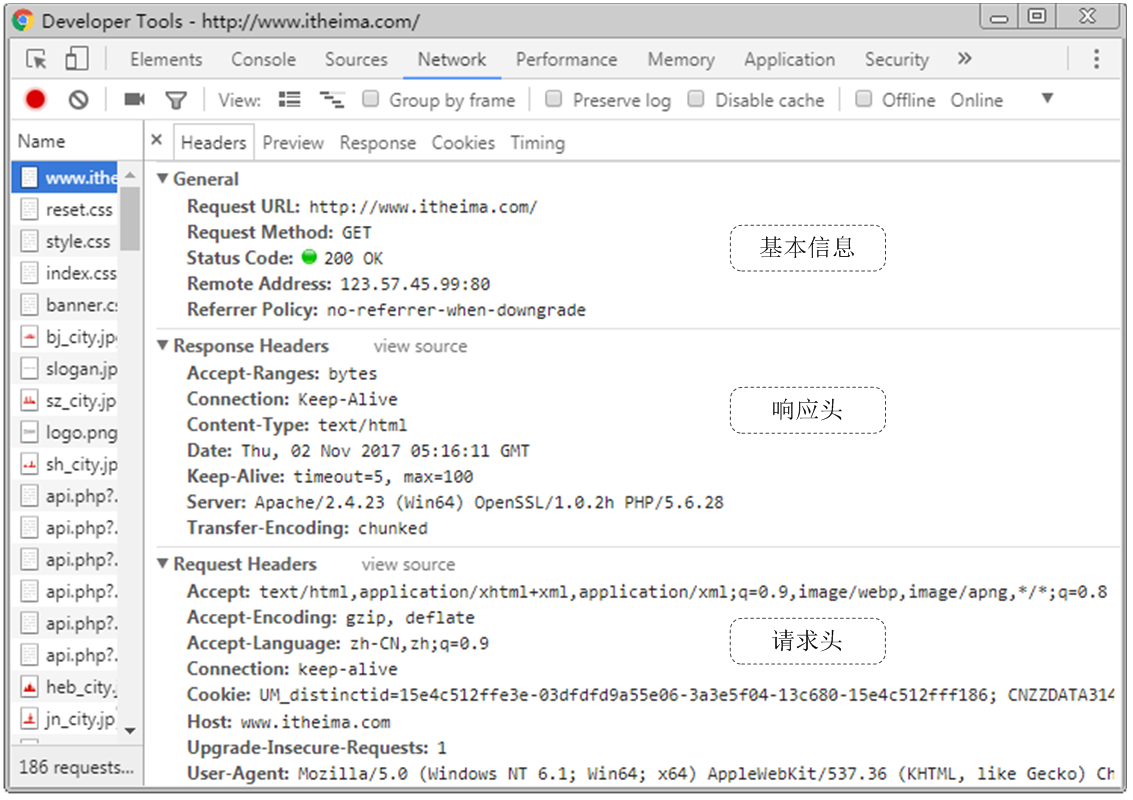 Developer Tools - http://www.itheima.com/
Elements Console Sources Network Performance Memory Application Security »
View: Group by frame Preserve log Disable cache Offline Online
Name
× Headers Preview Response Cookies Timing
www.ithe
reset.css
style.css
index.css
banner.cs
bj_city.jp
slogan.jp
sz_city.jp
logo.png
sh_city.jp
api.php?.
api.php?.
api.php?.
api.php?.
api.php?.
api.php?.
heb_city.j
jn_city.jp
186 requests...
General
Request URL: http://www.itheima.com/
Request Method: GET
Status Code: 200 OK
Remote Address: 123.57.45.99:80
Referrer Policy: no-referrer-when-downgrade
基本信息
Response Headers view source
Accept-Ranges: bytes
Connection: Keep-Alive
Content-Type: text/html
Date: Thu, 02 Nov 2017 05:16:11 GMT
Keep-Alive: timeout=5, max=100
Server: Apache/2.4.23 (Win64) OpenSSL/1.0.2h PHP/5.6.28
Transfer-Encoding: chunked
响应头
Request Headers view source
Accept: text/html,application/xhtml+xml,application/xml;q=0.9,image/webp,image/apng,*/*;q=0.8
Accept-Encoding: gzip, deflate
Accept-Language: zh-CN,zh;q=0.9
Connection: keep-alive
Cookie: UM_distinctid=15e4c512ffe3e-03dfdfd9a55e06-3a3e5f04-13c680-15e4c512fff186; CNZZDATA314
Host: www.itheima.com
Upgrade-Insecure-Requests: 1
User-Agent: Mozilla/5.0 (Windows NT 6.1; Win64; x64) AppleWebKit/537.36 (KHTML, like Gecko) Ch
请求头